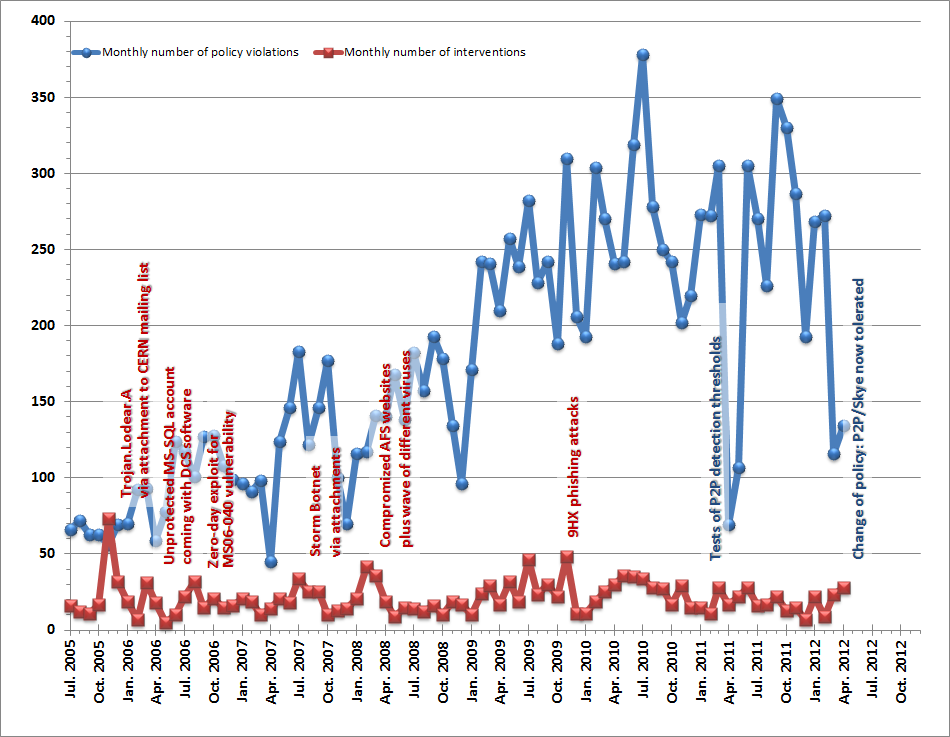 400
Monthly number of policy violations
Monthly number of interventions
350
300
250
200
150
100
50
0
Trojan.Lodear.A
via attachment to CERN mailing list
Unprotected MS-SQL account
coming with DCS software
Zero-day exploit for
MS06-040 vulnerability
Storm Botnet
via attachments
Compromized AFS websites
plus wave of different viruses
9HX phishing attacks
Tests of P2P detection thresholds
Change of policy: P2P/Skye now tolerated
Jul. 2005
Oct. 2005
Jan. 2006
Apr. 2006
Jul. 2006
Oct. 2006
Jan. 2007
Apr. 2007
Jul. 2007
Oct. 2007
Jan. 2008
Apr. 2008
Jul. 2008
Oct. 2008
Jan. 2009
Apr. 2009
Jul. 2009
Oct. 2009
Jan. 2010
Apr. 2010
Jul. 2010
Oct. 2010
Jan. 2011
Apr. 2011
Jul. 2011
Oct. 2011
Jan. 2012
Apr. 2012
Jul. 2012
Oct. 2012